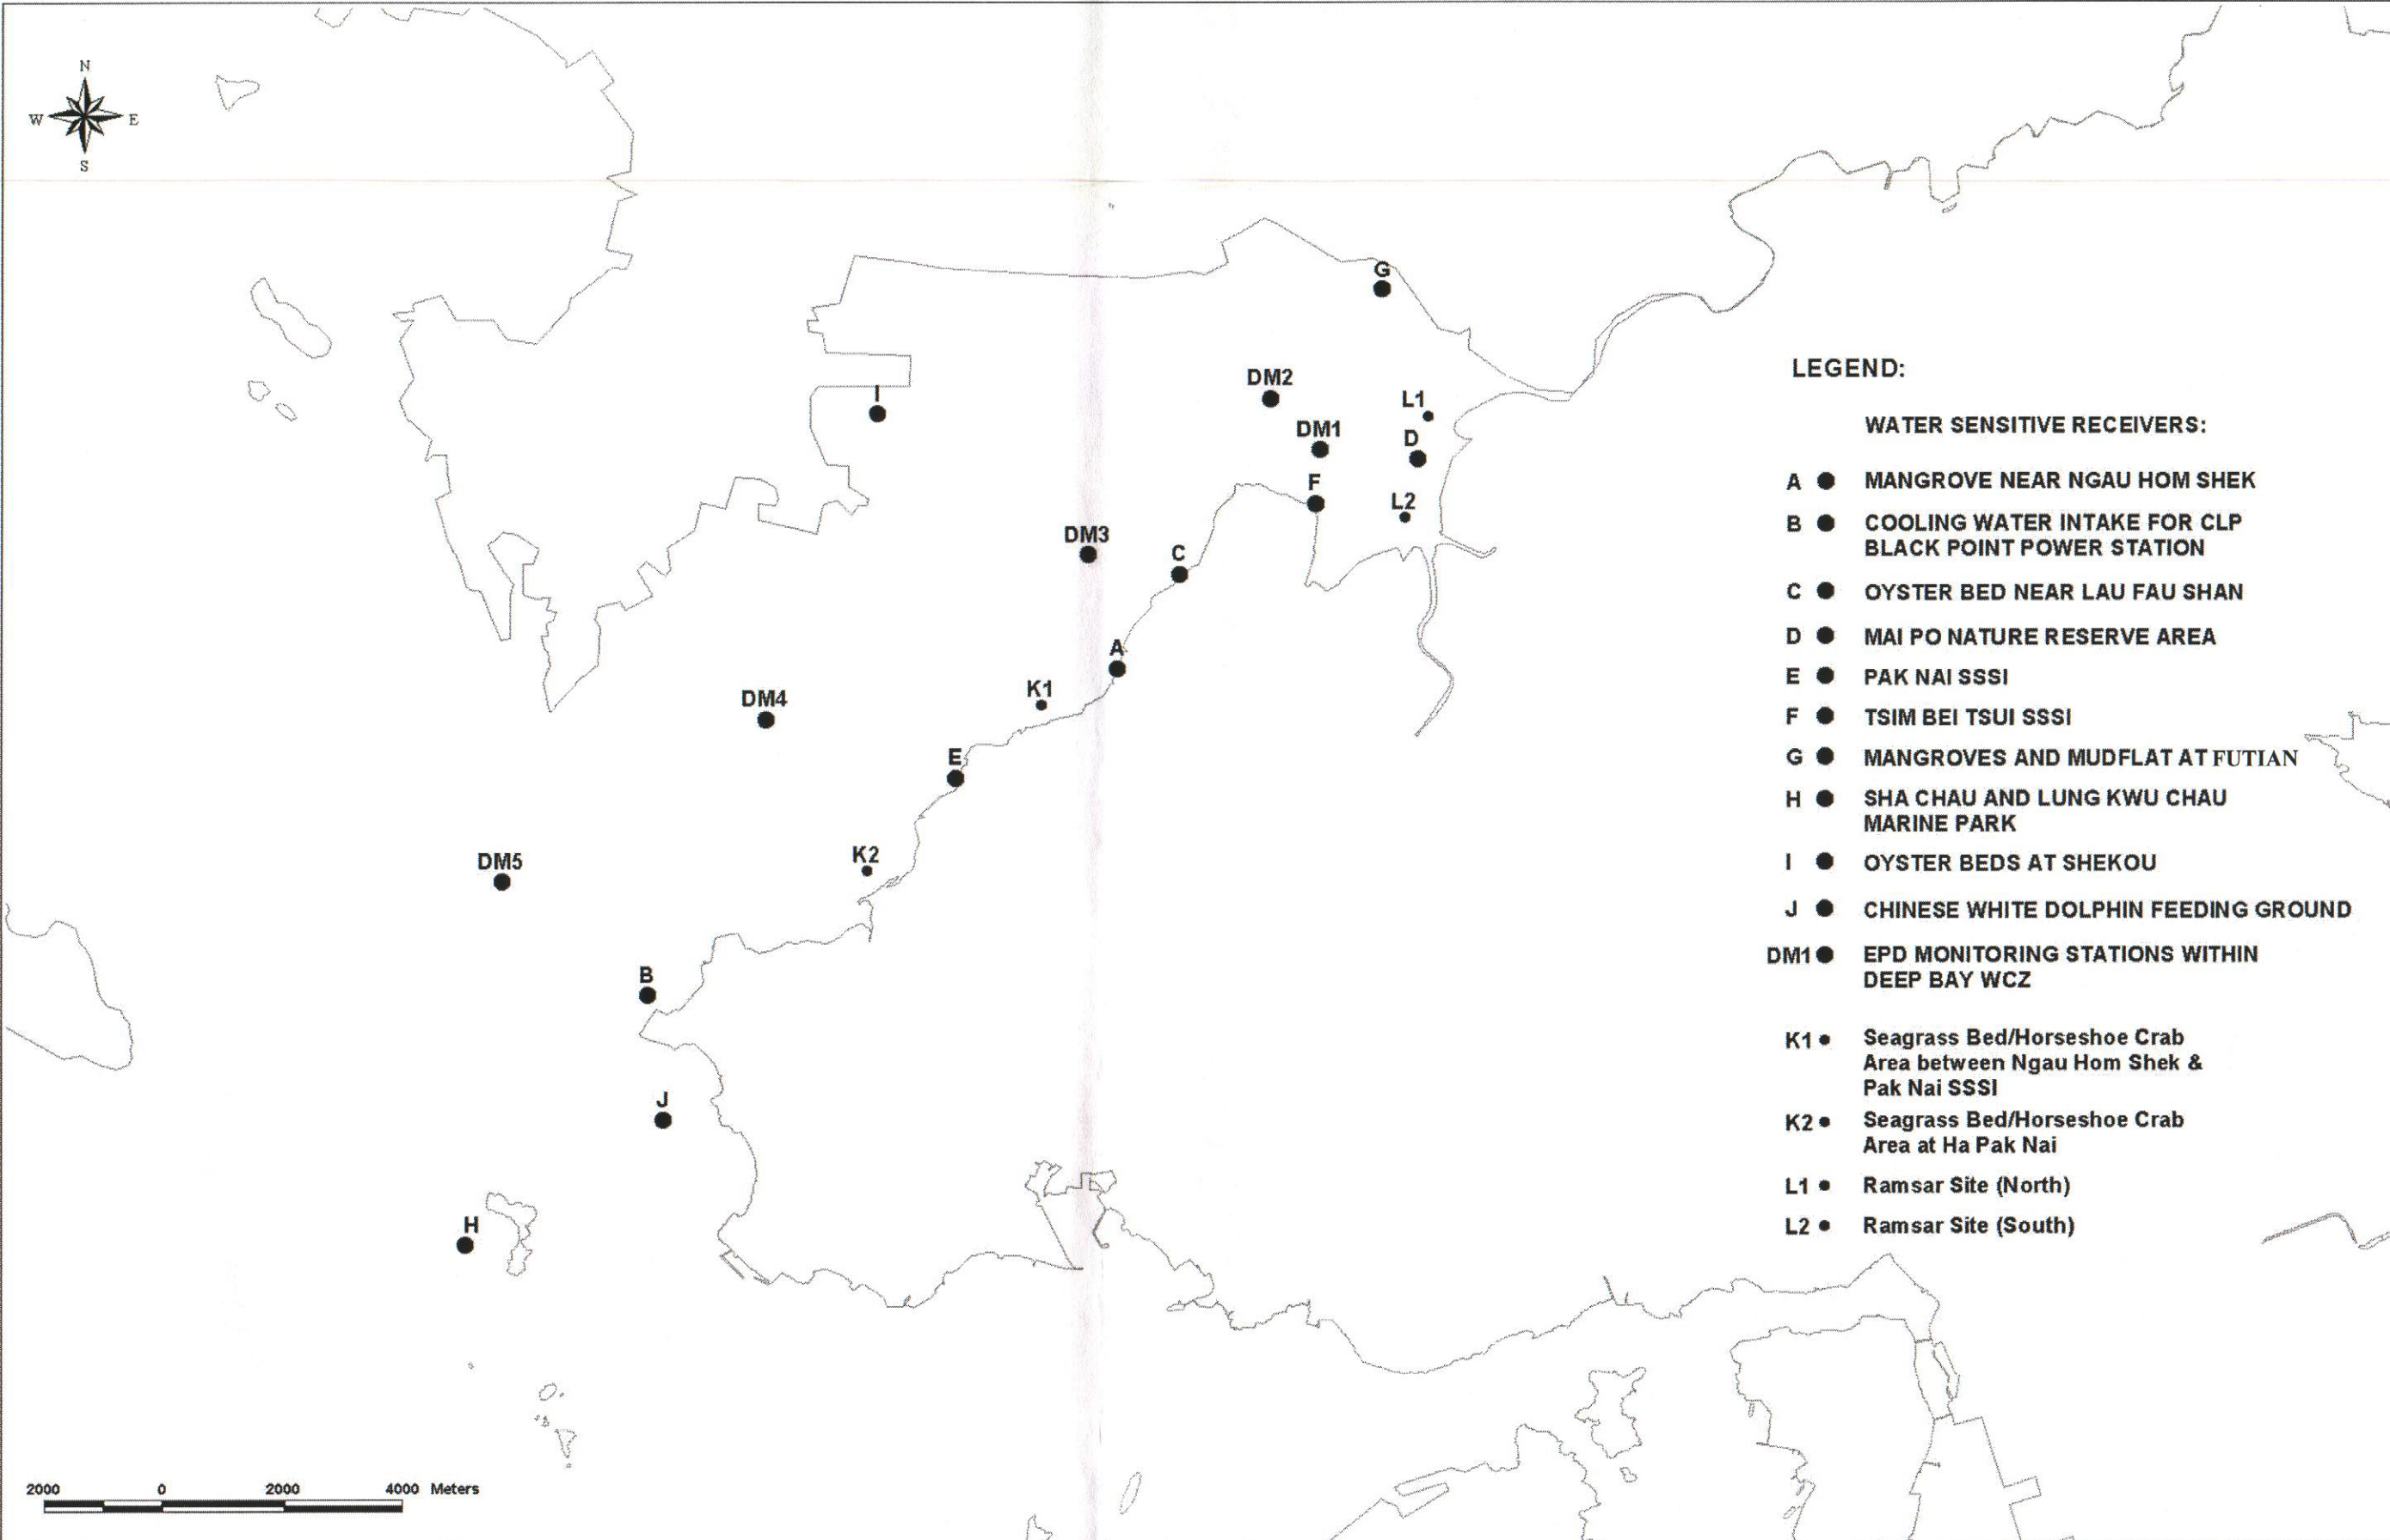 N
W E
S
G
DM2
I
L1
DM1
D
F
L2
DM3
C
A
K1
DM4
E
K2
DM5
B
J
H
LEGEND:
WATER SENSITIVE RECEIVERS:
A MANGROVE NEAR NGAU HOM SHEK
B COOLING WATER INTAKE FOR CLP
BLACK POINT POWER STATION
C OYSTER BED NEAR LAU FAU SHAN
D MAI PO NATURE RESERVE AREA
E PAK NAI SSSI
F TSIM BEI TSUI SSSI
G MANGROVES AND MUDFLAT AT FUTIAN
H SHA CHAU AND LUNG KWU CHAU
MARINE PARK
I OYSTER BEDS AT SHEKOU
J CHINESE WHITE DOLPHIN FEEDING GROUND
DM1 EPD MONITORING STATIONS WITHIN
DEEP BAY WCZ
K1 Seagrass Bed/Horseshoe Crab
Area between Ngau Hom Shek &
Pak Nai SSSI
K2 Seagrass Bed/Horseshoe Crab
Area at Ha Pak Nai
L1 Ramsar Site (North)
L2 Ramsar Site (South)
2000 0 2000 4000 Meters